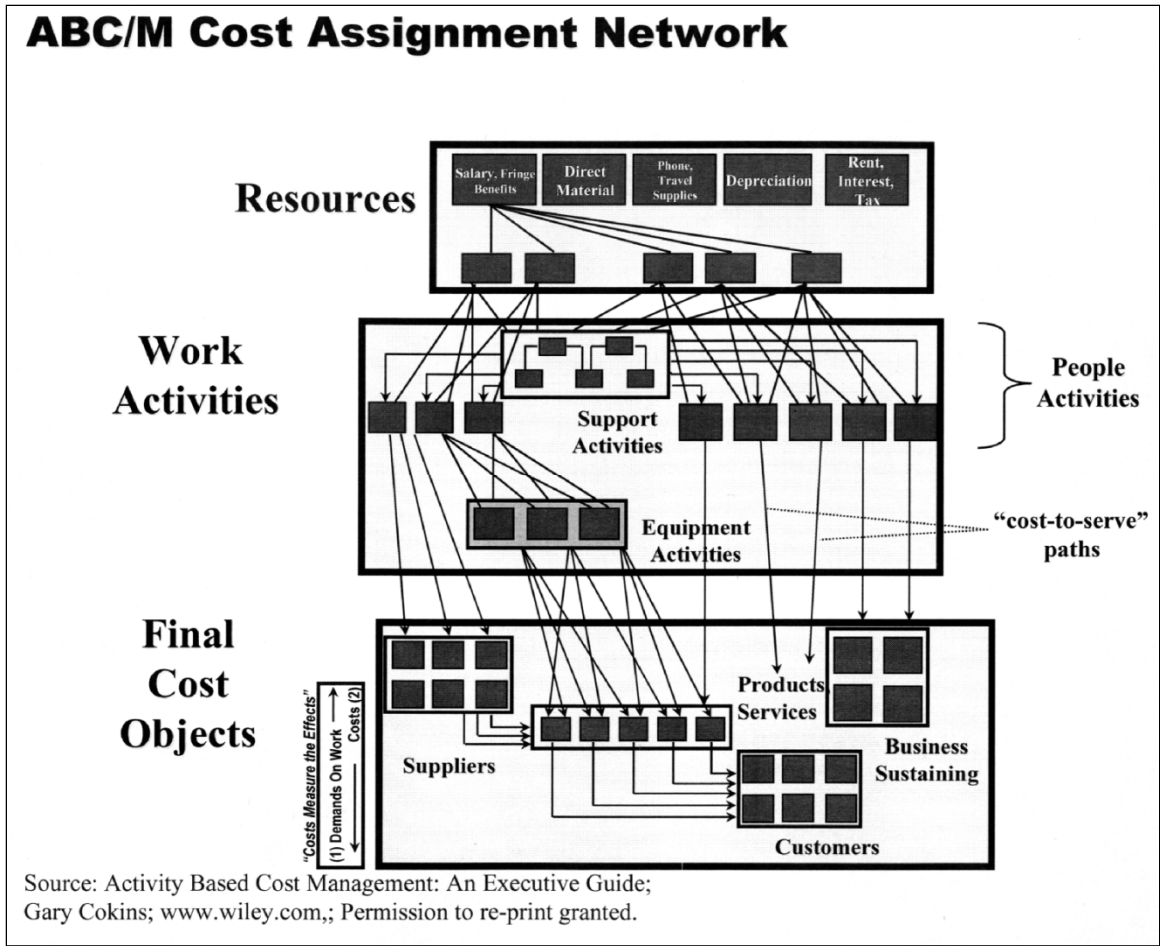 ABC/M Cost Assignment Network
Resources
Salary, Fringe
Benefits
Direct
Material
Phone,
Travel
Supplies
Depreciation
Rent,
Interest,
Tax
Work
Activities
Support
Activities
People
Activities
Equipment
Activities
“cost-to-serve”
paths
Final
Cost
Objects
"Costs Measure the Effects"
(1) Demands On Work
Costs (2)
Suppliers
Products,
Services
Business
Sustaining
Customers
Source: Activity Based Cost Management: An Executive Guide;
Gary Cokins; www.wiley.com,; Permission to re-print granted.